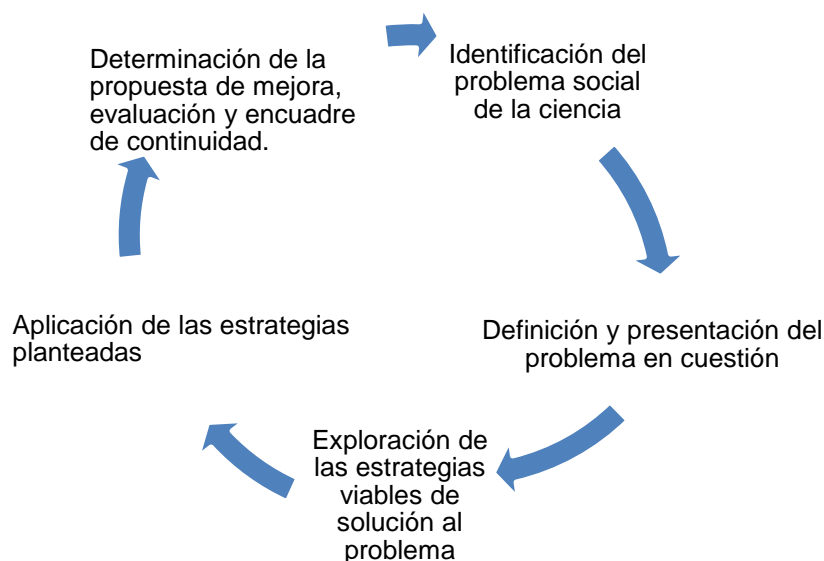 Identificación del
problema social
de la ciencia
Definición y presentación del
problema en cuestión
Exploración de
las estrategias
viables de
solución al
problema
Aplicación de las estrategias
planteadas
Determinación de la
propuesta de mejora,
evaluación y encuadre
de continuidad.